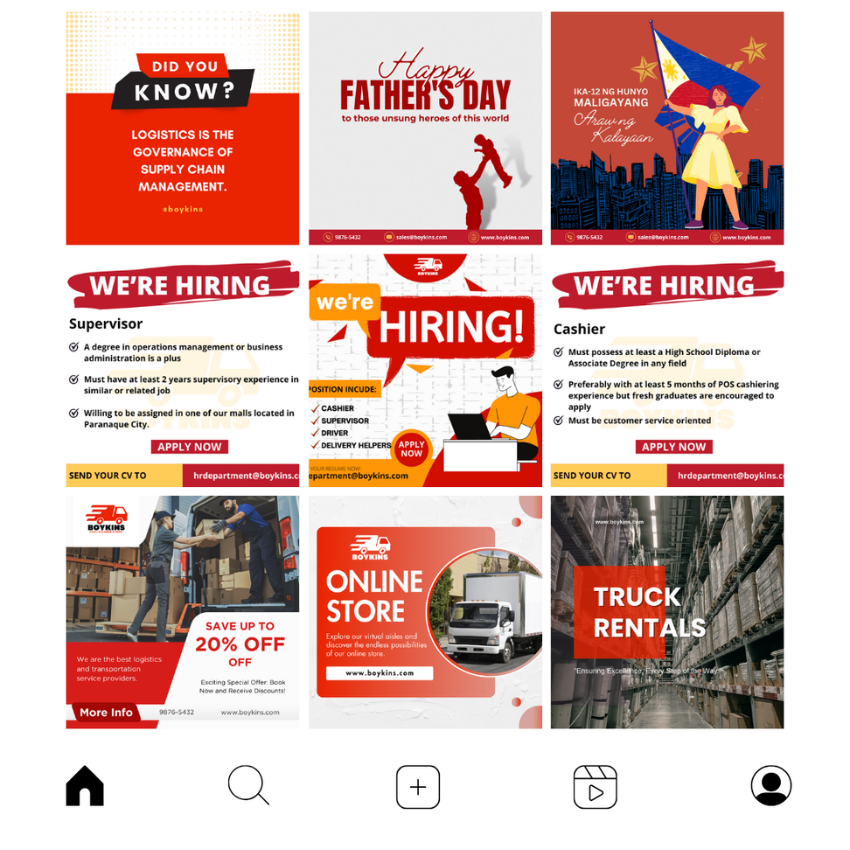 DID YOU
KNOW?
LOGISTICS IS THE
GOVERNANCE OF
SUPPLY CHAIN
MANAGEMENT.
#boykins
Happy
FATHER'S DAY
to those unsung heroes of this world
9876-5432
sales@boykins.com
www.boykins.com
IKA-12 NG HUNYO
MALIGAYANG
Araw ng
Kalayaan
9876-5432
sales@boykins.com
www.boykins.com
WE'RE HIRING
Supervisor
A degree in operations management or business
administration is a plus
Must have at least 2 years supervisory experience in
similar or related job
Willing to be assigned in one of our malls located in
Paranaque City.
BOYKINS
APPLY NOW
SEND YOUR CV TO
hrdepartment@boykins.c
we're
HIRING!
POSITION INCUDE:
CASHIER
SUPERVISOR
DRIVER
DELIVERY HELPERS
APPLY
NOW
YOUR RESUME NOW!
epartment@boykins.com
WE'RE HIRING
Cashier
Must possess at least a High School Diploma or
Associate Degree in any field
Preferably with at least 5 months of POS cashiering
experience but fresh graduates are encouraged to
apply
Must be customer service oriented
BOYKINS
APPLY NOW
SEND YOUR CV TO
hrdepartment@boykins.c
BOYKINS
SAVE UP TO
20% OFF
OFF
We are the best logistics
and transportation
service providers.
Exciting Special Offer: Book
Now and Receive Discounts!
More Info
9876-5432
www.boykins.com
BOYKINS
ONLINE
STORE
Explore our virtual aisles and
discover the endless possibilities
of our online store.
www.boykins.com
www.boykins.com
TRUCK
RENTALS
"Ensuring Excellence, Every Step of the Way"